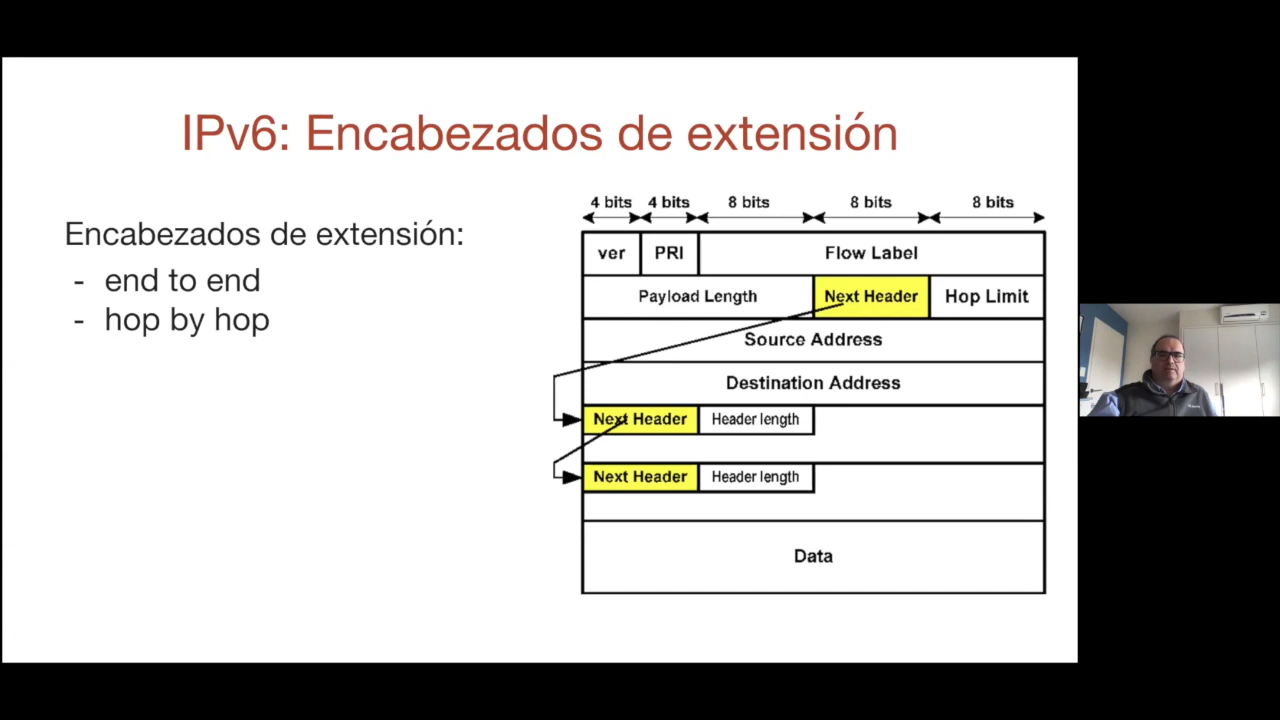 IPv6: Encabezados de extensión
Encabezados de extensión:
- end to end
- hop by hop
4 bits 4 bits 8 bits 8 bits 8 bits
ver PRI Flow Label
Payload Length Next Header Hop Limit
Source Address
Destination Address
Next Header Header length
Next Header Header length
Data